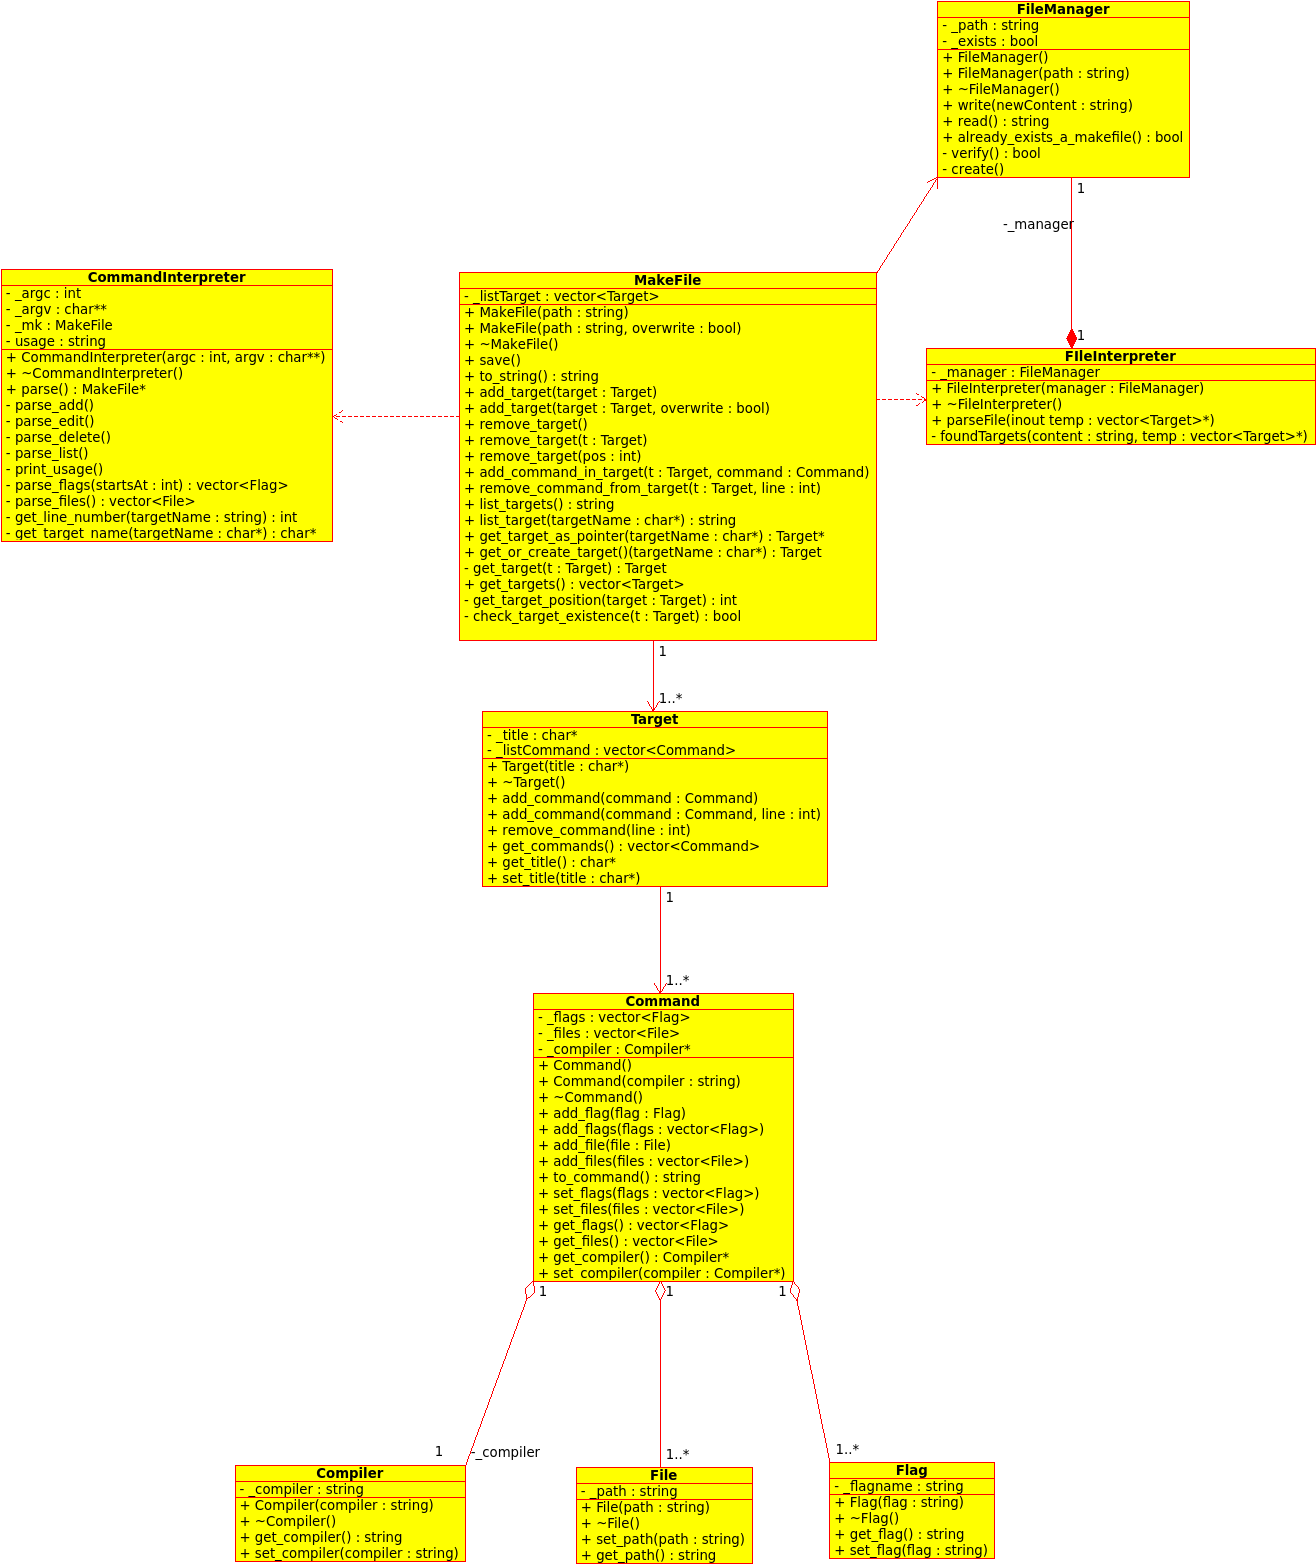 FileManager
- _path : string
- _exists : bool
+ FileManager()
+ FileManager(path : string)
+ ~FileManager()
+ write(newContent : string)
+ read() : string
+ already_exists_a_makefile() : bool
- verify() : bool
- create()
1
-_manager
1
CommandInterpreter
- _argc : int
- _argv : char**
- _mk : MakeFile
- usage : string
+ CommandInterpreter(argc : int, argv : char**)
+ ~CommandInterpreter()
+ parse() : MakeFile*
- parse_add()
- parse_edit()
- parse_delete()
- parse_list()
- print_usage()
- parse_flags(startsAt : int) : vector<Flag>
- parse_files() : vector<File>
- get_line_number(targetName : string) : int
- get_target_name(targetName : char*) : char*
MakeFile
- _listTarget : vector<Target>
+ MakeFile(path : string)
+ MakeFile(path : string, overwrite : bool)
+ ~MakeFile()
+ save()
+ to_string() : string
+ add_target(target : Target)
+ add_target(target : Target, overwrite : bool)
+ remove_target()
+ remove_target(t : Target)
+ remove_target(pos : int)
+ add_command_in_target(t : Target, command : Command)
+ remove_command_from_target(t : Target, line : int)
+ list_targets() : string
+ list_target(targetName : char*) : string
+ get_target_as_pointer(targetName : char*) : Target*
+ get_or_create_target()(targetName : char*) : Target
- get_target(t : Target) : Target
+ get_targets() : vector<Target>
- get_target_position(target : Target) : int
- check_target_existence(t : Target) : bool
FIleInterpreter
- _manager : FileManager
+ FileInterpreter(manager : FileManager)
+ ~FileInterpreter()
+ parseFile(inout temp : vector<Target>*)
- foundTargets(content : string, temp : vector<Target>*)
1
1..*
Target
- _title : char*
- _listCommand : vector<Command>
+ Target(title : char*)
+ ~Target()
+ add_command(command : Command)
+ add_command(command : Command, line : int)
+ remove_command(line : int)
+ get_commands() : vector<Command>
+ get_title() : char*
+ set_title(title : char*)
1
1..*
Command
- _flags : vector<Flag>
- _files : vector<File>
- _compiler : Compiler*
+ Command()
+ Command(compiler : string)
+ ~Command()
+ add_flag(flag : Flag)
+ add_flags(flags : vector<Flag>)
+ add_file(file : File)
+ add_files(files : vector<File>)
+ to_command() : string
+ set_flags(flags : vector<Flag>)
+ set_files(files : vector<File>)
+ get_flags() : vector<Flag>
+ get_files() : vector<File>
+ get_compiler() : Compiler*
+ set_compiler(compiler : Compiler*)
1
1
1
1
-_compiler
1..*
1..*
Compiler
- _compiler : string
+ Compiler(compiler : string)
+ ~Compiler()
+ get_compiler() : string
+ set_compiler(compiler : string)
File
- _path : string
+ File(path : string)
+ ~File()
+ set_path(path : string)
+ get_path() : string
Flag
- _flagname : string
+ Flag(flag : string)
+ ~Flag()
+ get_flag() : string
+ set_flag(flag : string)